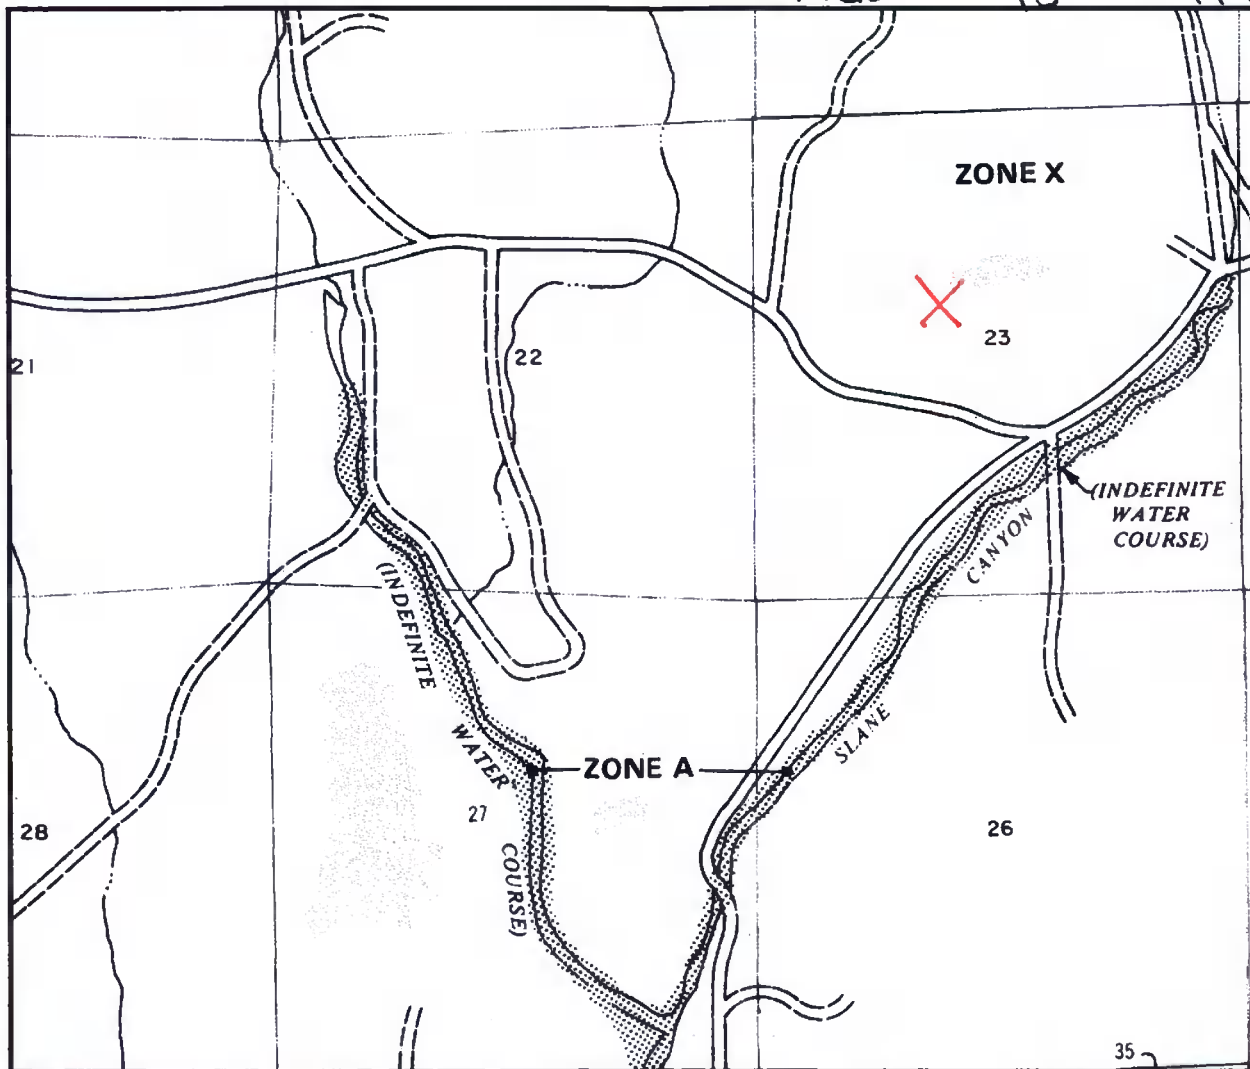 ZONE X
23
21
22
(INDEFINITE
WATER
COURSE)
SLANE CANYON
(INDEFINITE WATER COURSE)
ZONE A
27
28
26
35